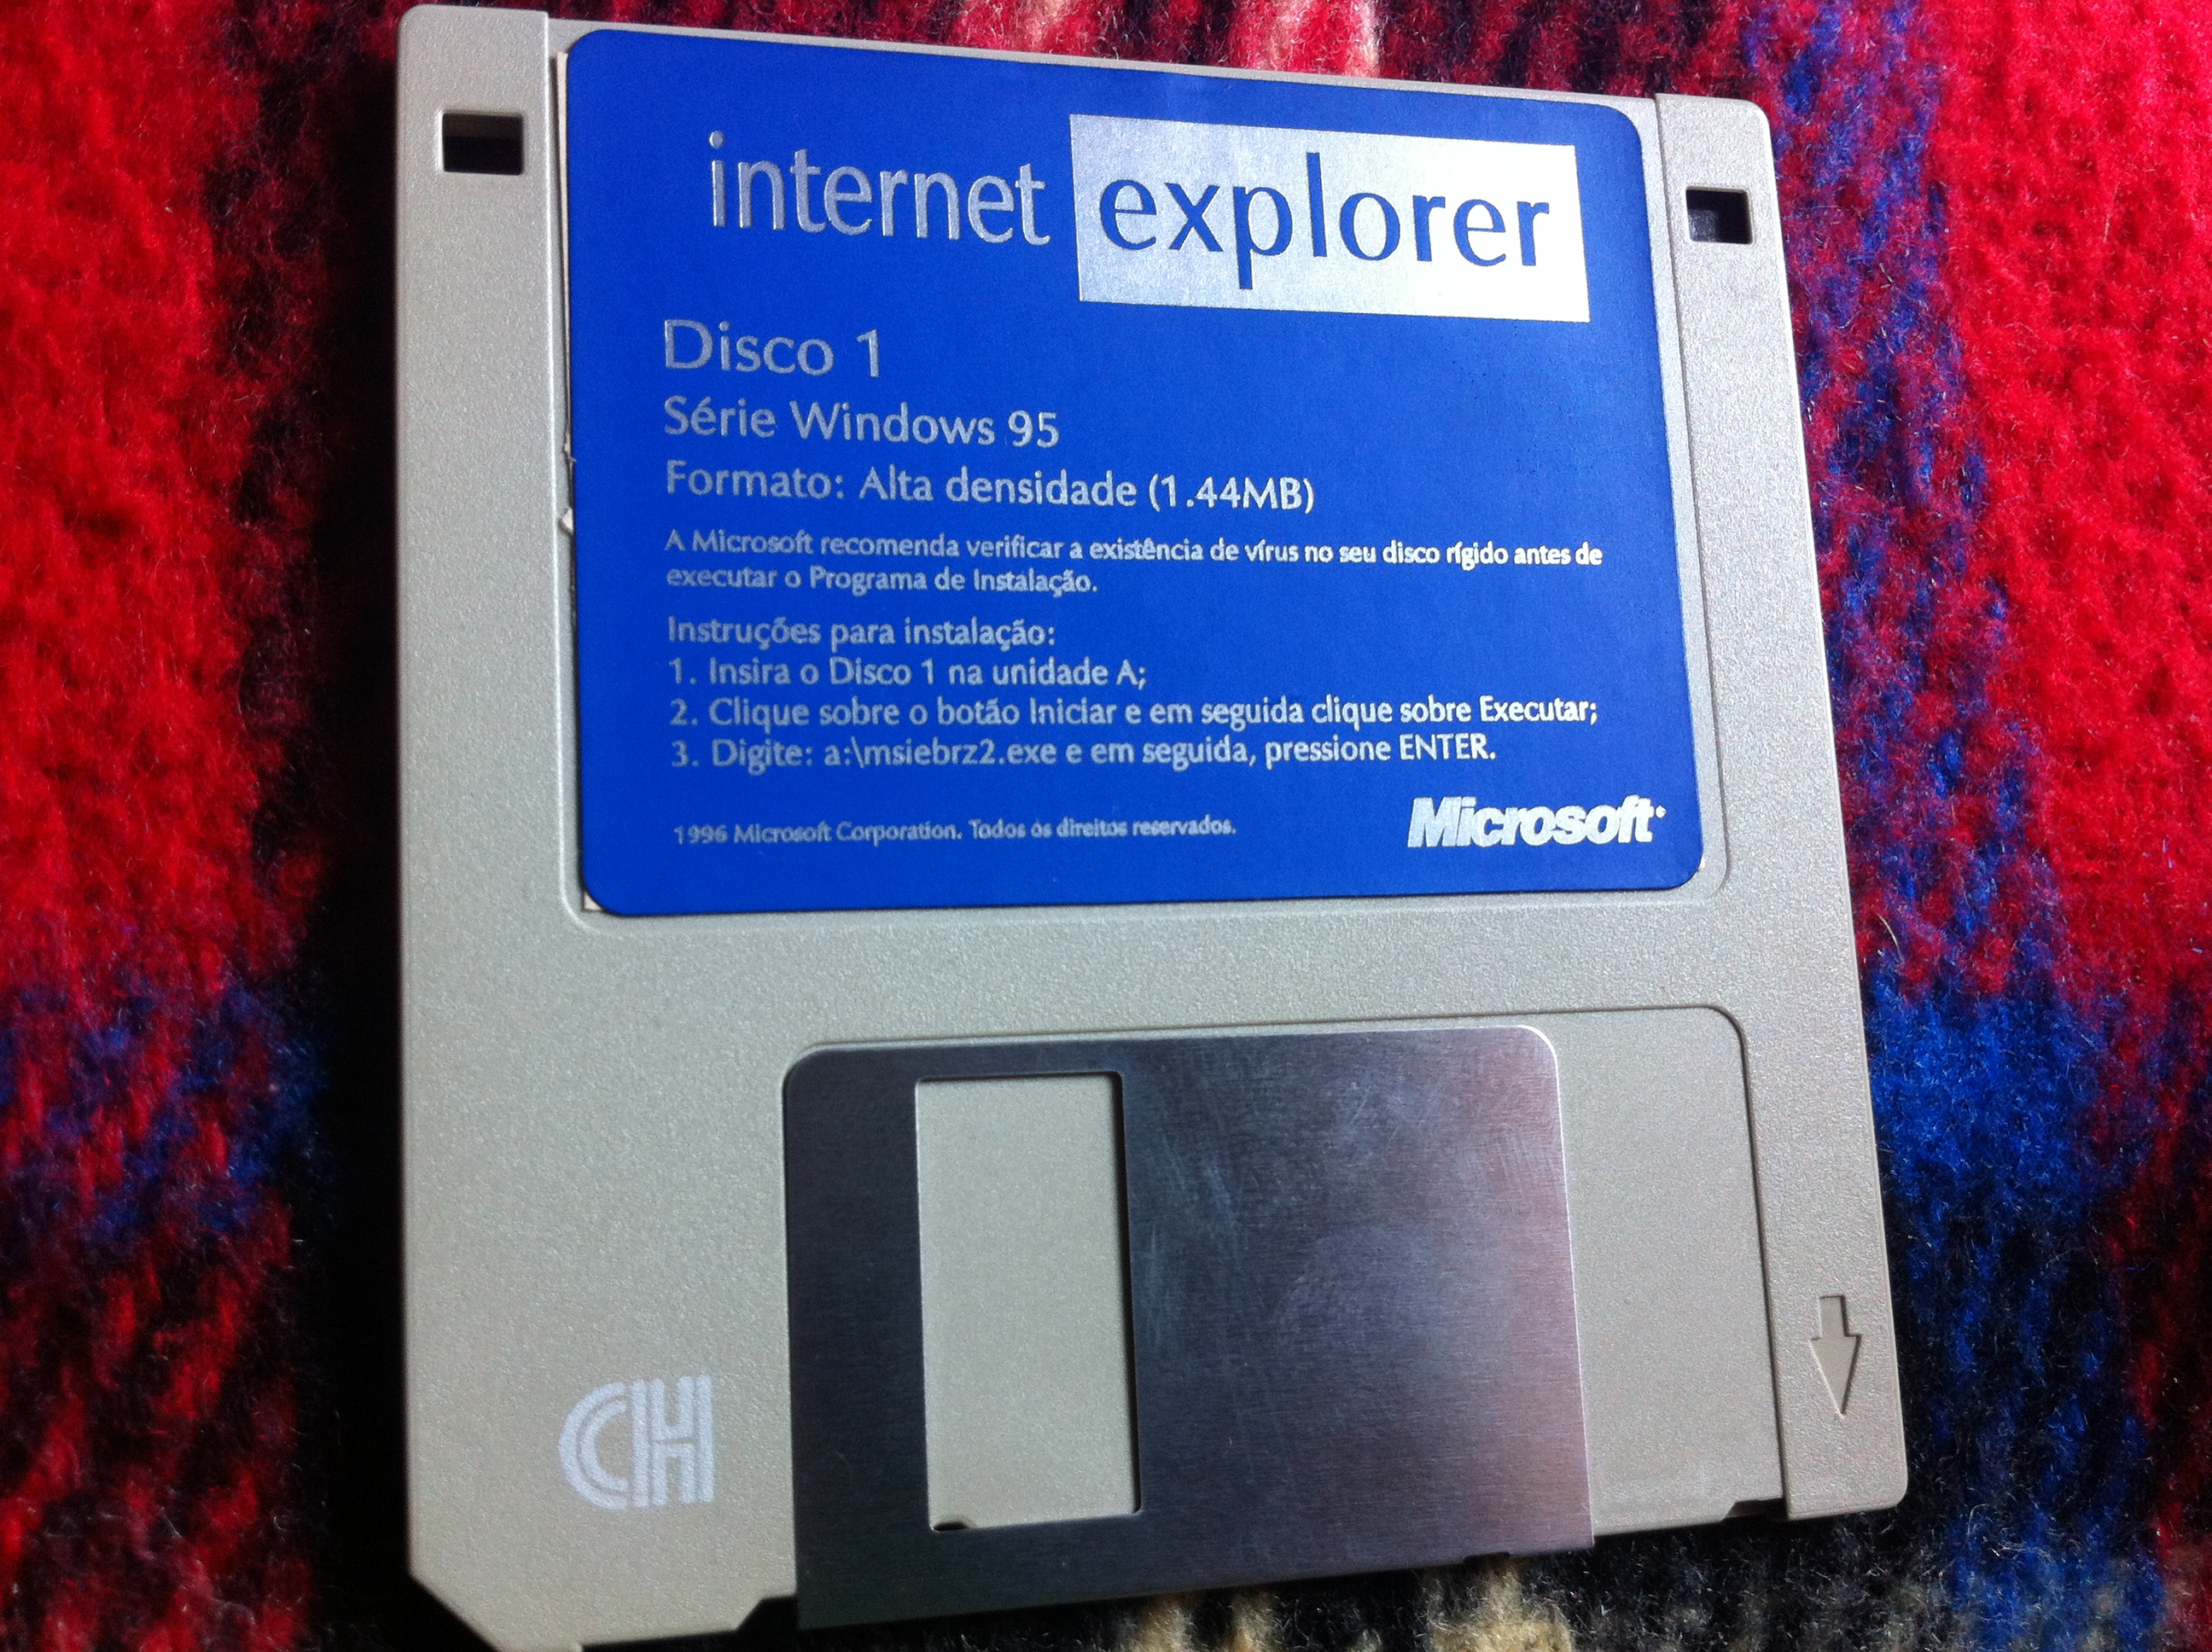 internet explorer
Disco 1
Série Windows 95
Formato: Alta densidade (1.44MB)
A Microsoft recomenda verificar a existência de vírus no seu disco rígido antes de
executar o Programa de Instalação.
Instruções para instalação:
1. Insira o Disco 1 na unidade A;
2. Clique sobre o botão Iniciar e em seguida clique sobre Executar;
3. Digite: a:\msiebrz2.exe e em seguida, pressione ENTER.
1996 Microsoft Corporation. Todos os direitos reservados.
Microsoft
CH